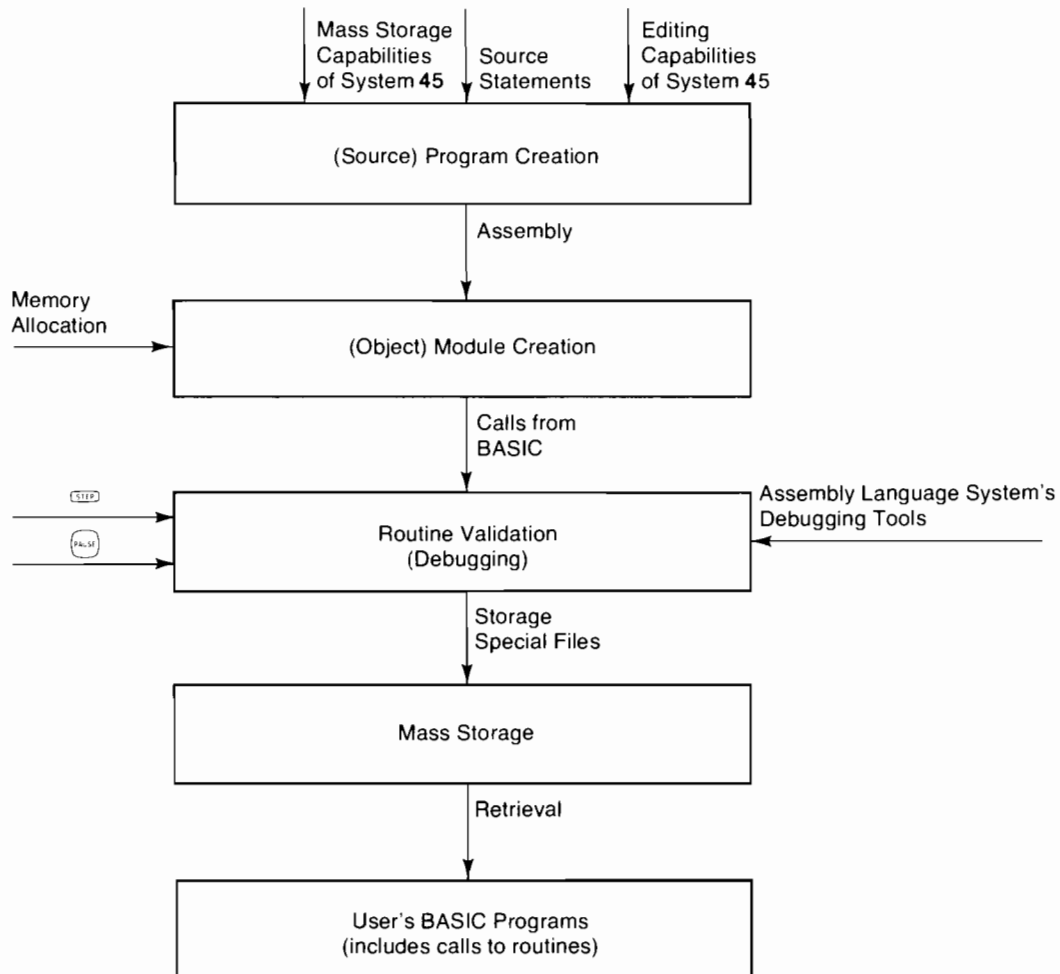 Mass Storage
Capabilities
of System 45
Source
Statements
Editing
Capabilities
of System 45
(Source) Program Creation
Assembly
Memory
Allocation
(Object) Module Creation
Calls from
BASIC
STEP
PAUSE
Routine Validation
(Debugging)
Assembly Language System's
Debugging Tools
Storage
Special Files
Mass Storage
Retrieval
User's BASIC Programs
(includes calls to routines)